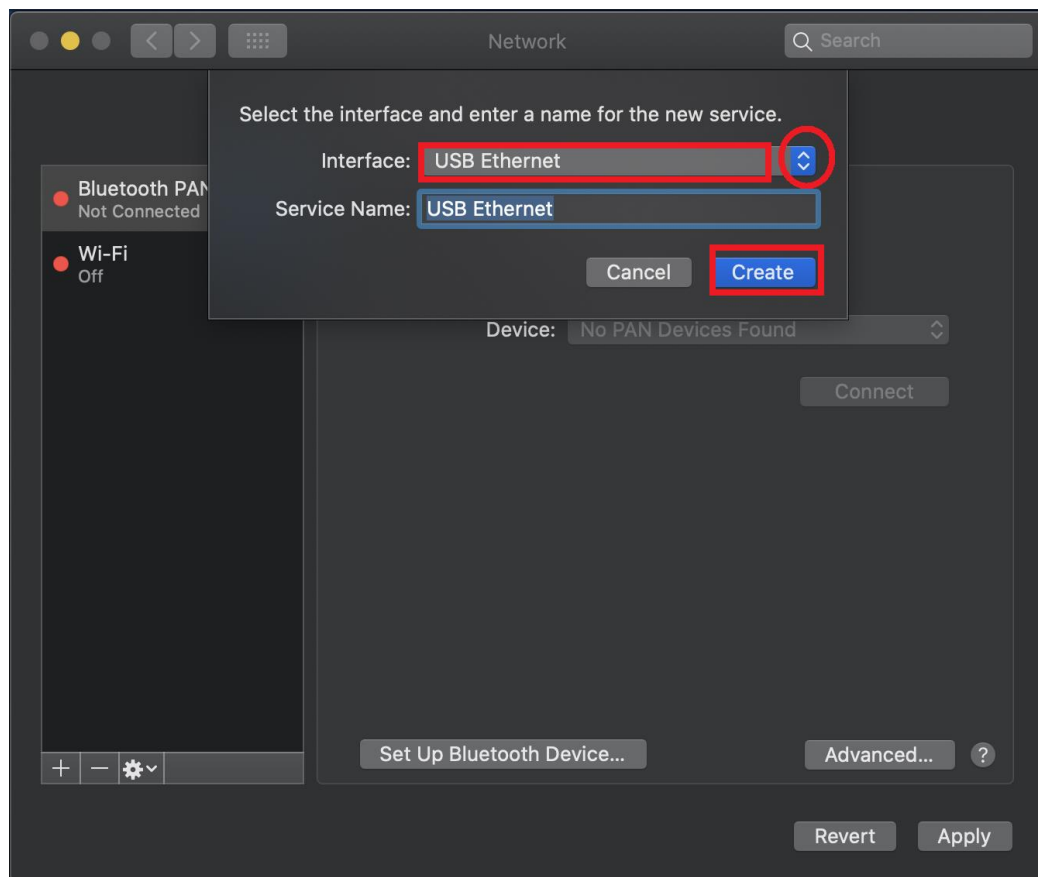 Network
Search
Select the interface and enter a name for the new service.
Interface: USB Ethernet
Service Name: USB Ethernet
Cancel Create
Bluetooth PAN
Not Connected
Wi-Fi
Off
Device: No PAN Devices Found
Connect
Set Up Bluetooth Device...
Advanced... ?
Revert Apply